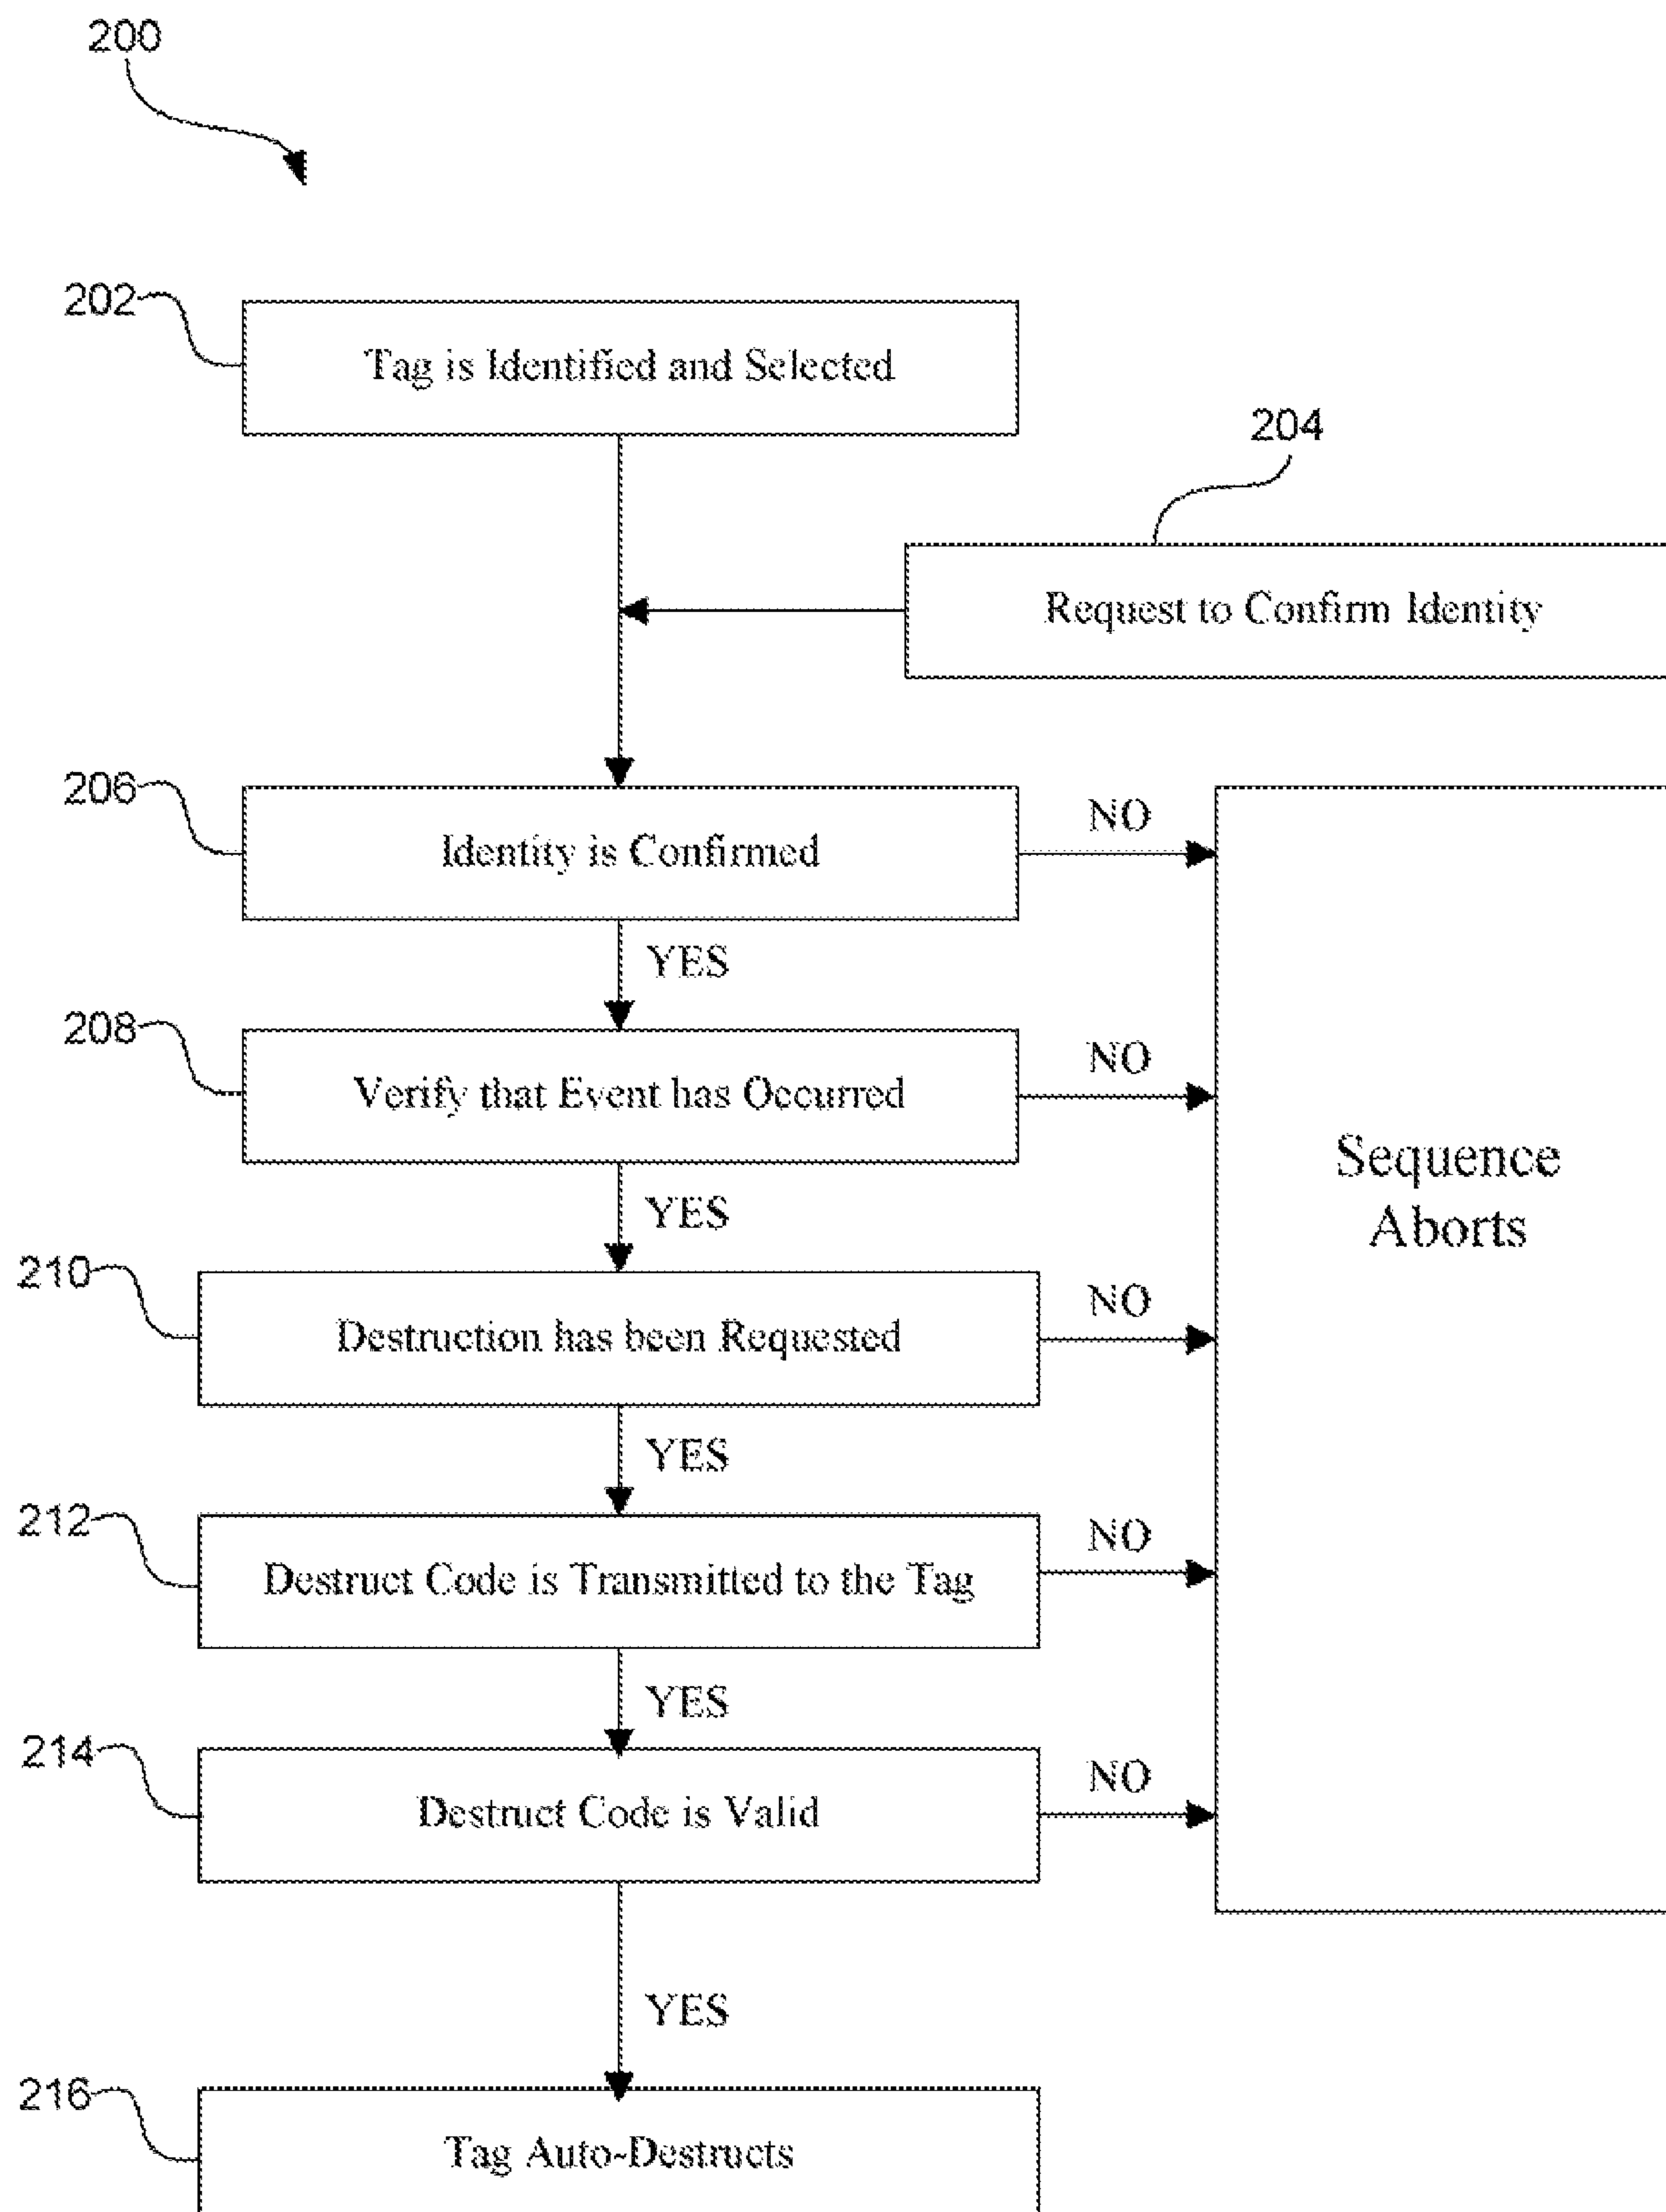 200
202
Tag is Identified and Selected
204
Request to Confirm Identity
206
Identity is Confirmed
NO
YES
208
Verify that Event has Occurred
NO
Sequence
Aborts
YES
210
Destruction has been Requested
NO
YES
212
Destruct Code is Transmitted to the Tag
NO
YES
214
Destruct Code is Valid
NO
YES
216
Tag Auto-Destructs